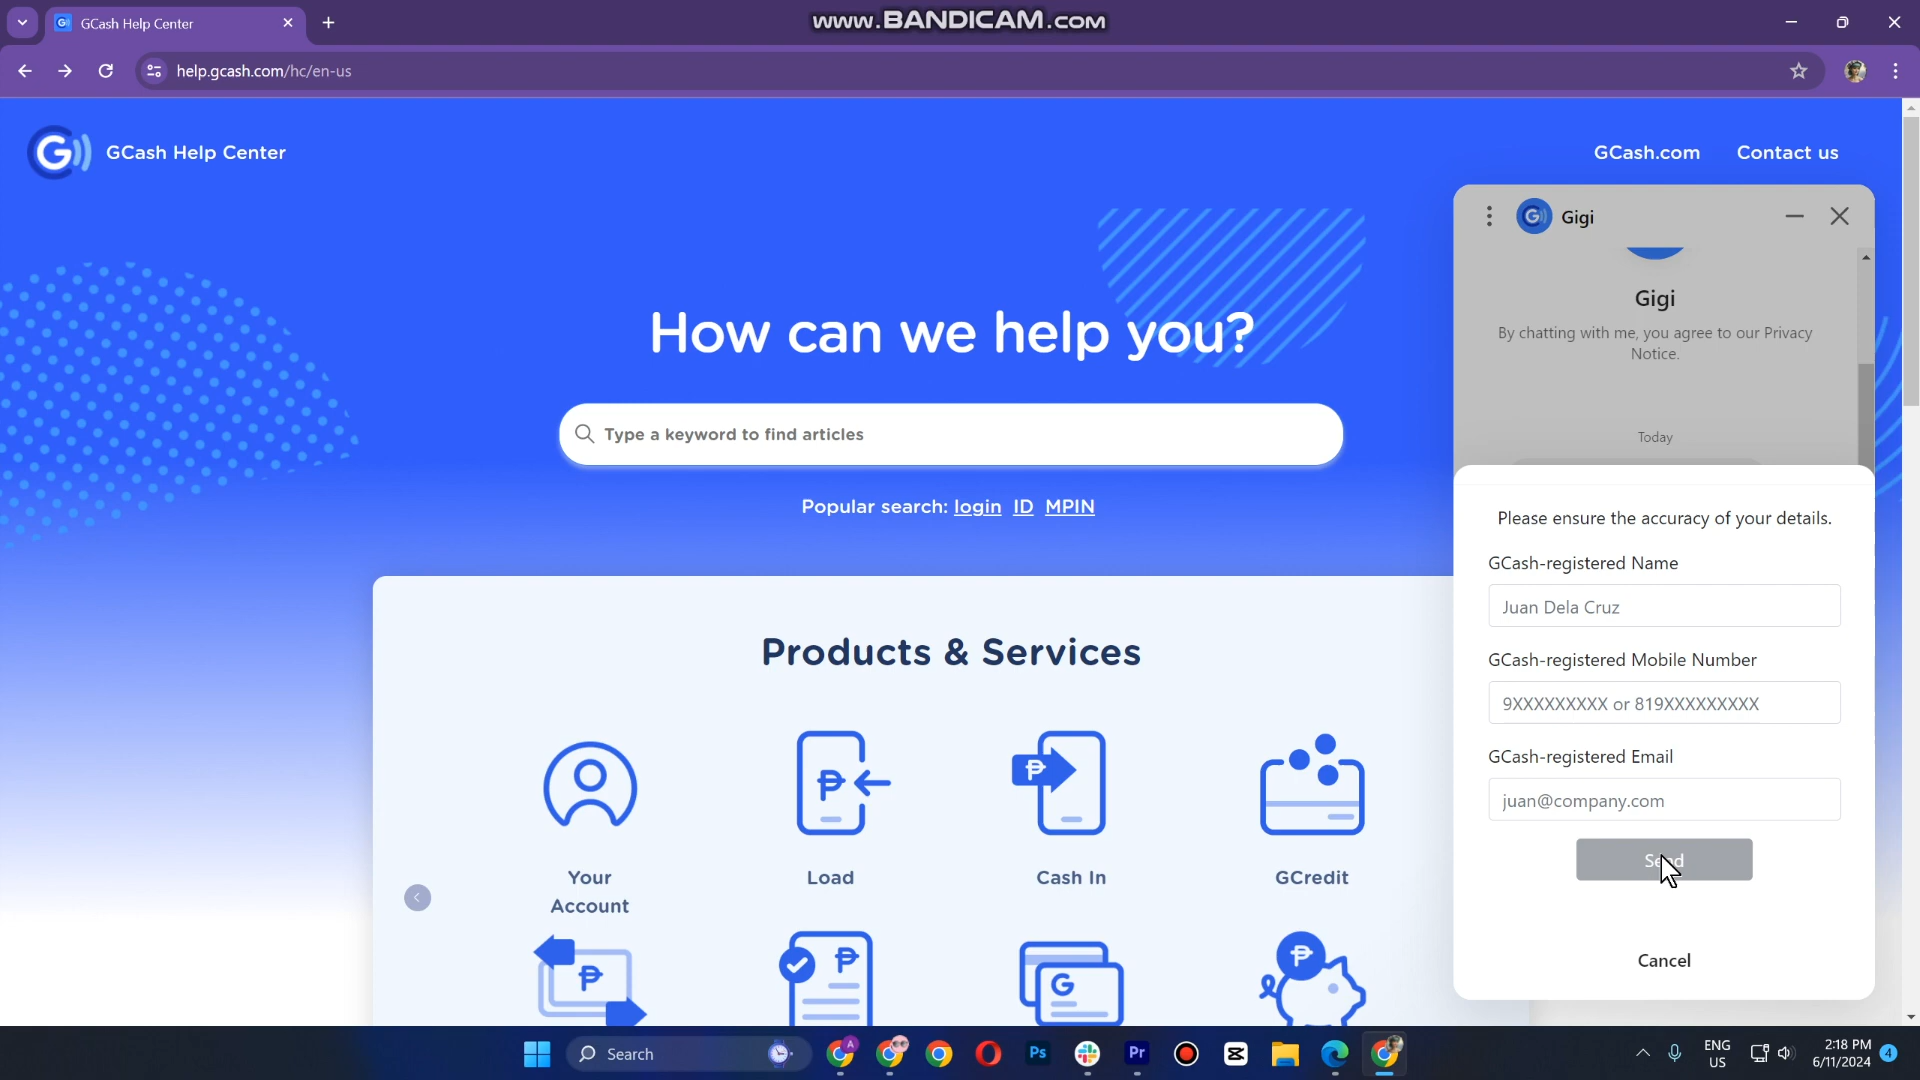 GCash Help Center
www.BANDICAM.com
help.gcash.com/hc/en-us
GCash Help Center
GCash.com
Contact us
How can we help you?
Type a keyword to find articles
Popular search: login ID MPIN
Products & Services
Your
Account
Load
Cash In
GCredit
Gigi
Gigi
By chatting with me, you agree to our Privacy
Notice.
Today
Please ensure the accuracy of your details.
GCash-registered Name
Juan Dela Cruz
GCash-registered Mobile Number
9XXXXXXXXX or 819XXXXXXXXXX
GCash-registered Email
juan@company.com
Send
Cancel
Search
ENG
US
2:18 PM
6/11/2024
4